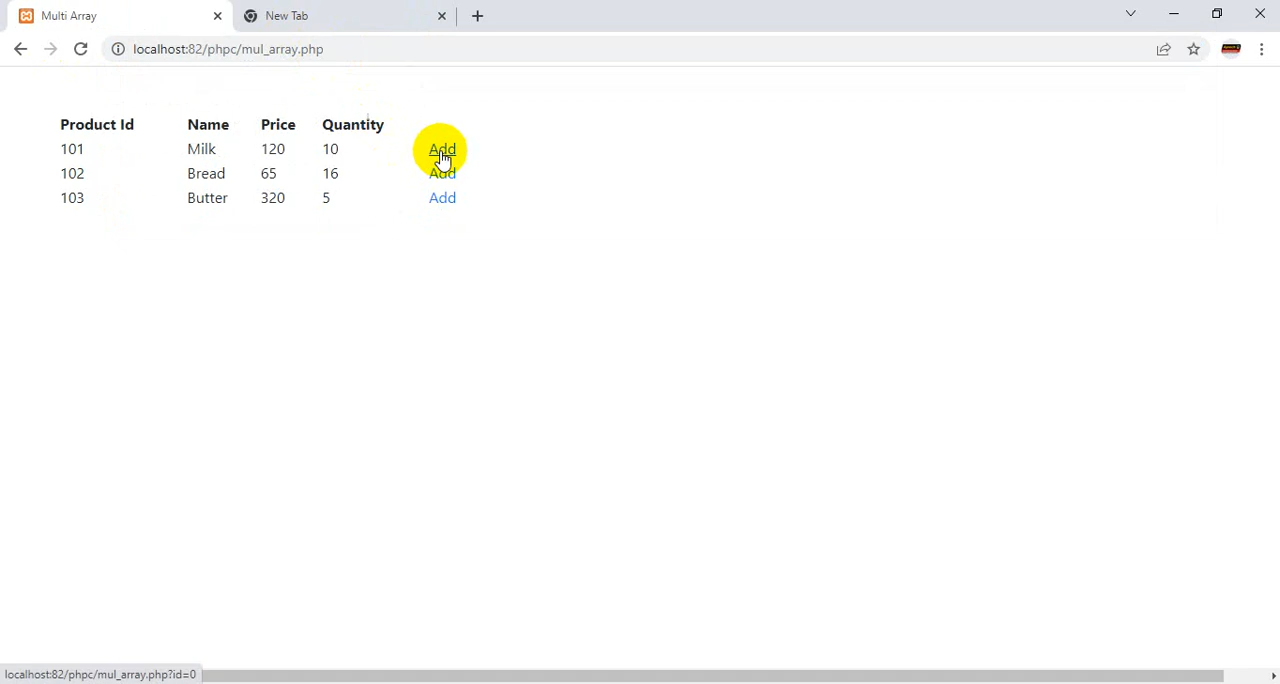 Multi Array
New Tab
localhost:82/phpc/mul_array.php
Product Id Name Price Quantity
101 Milk 120 10 Add
102 Bread 65 16 Add
103 Butter 320 5 Add
localhost:82/phpc/mul_array.php?id=0